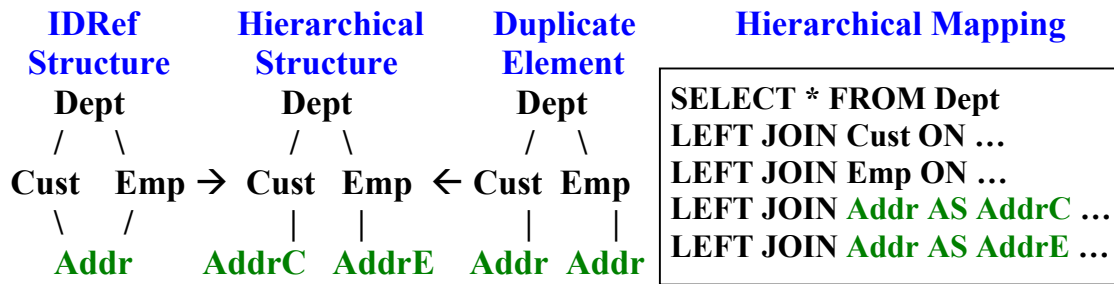 IDRef Hierarchical Duplicate Hierarchical Mapping
Structure Structure Element
Dept Dept Dept SELECT * FROM Dept
/ \ / \ / \ LEFT JOIN Cust ON …
Cust Emp → Cust Emp ← Cust Emp LEFT JOIN Emp ON …
\ / | | | | LEFT JOIN Addr AS AddrC …
Addr AddrC AddrE Addr Addr LEFT JOIN Addr AS AddrE …